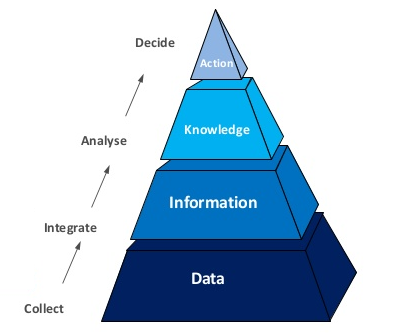 Decide
Action
Knowledge
Analyse
Information
Integrate
Data
Collect